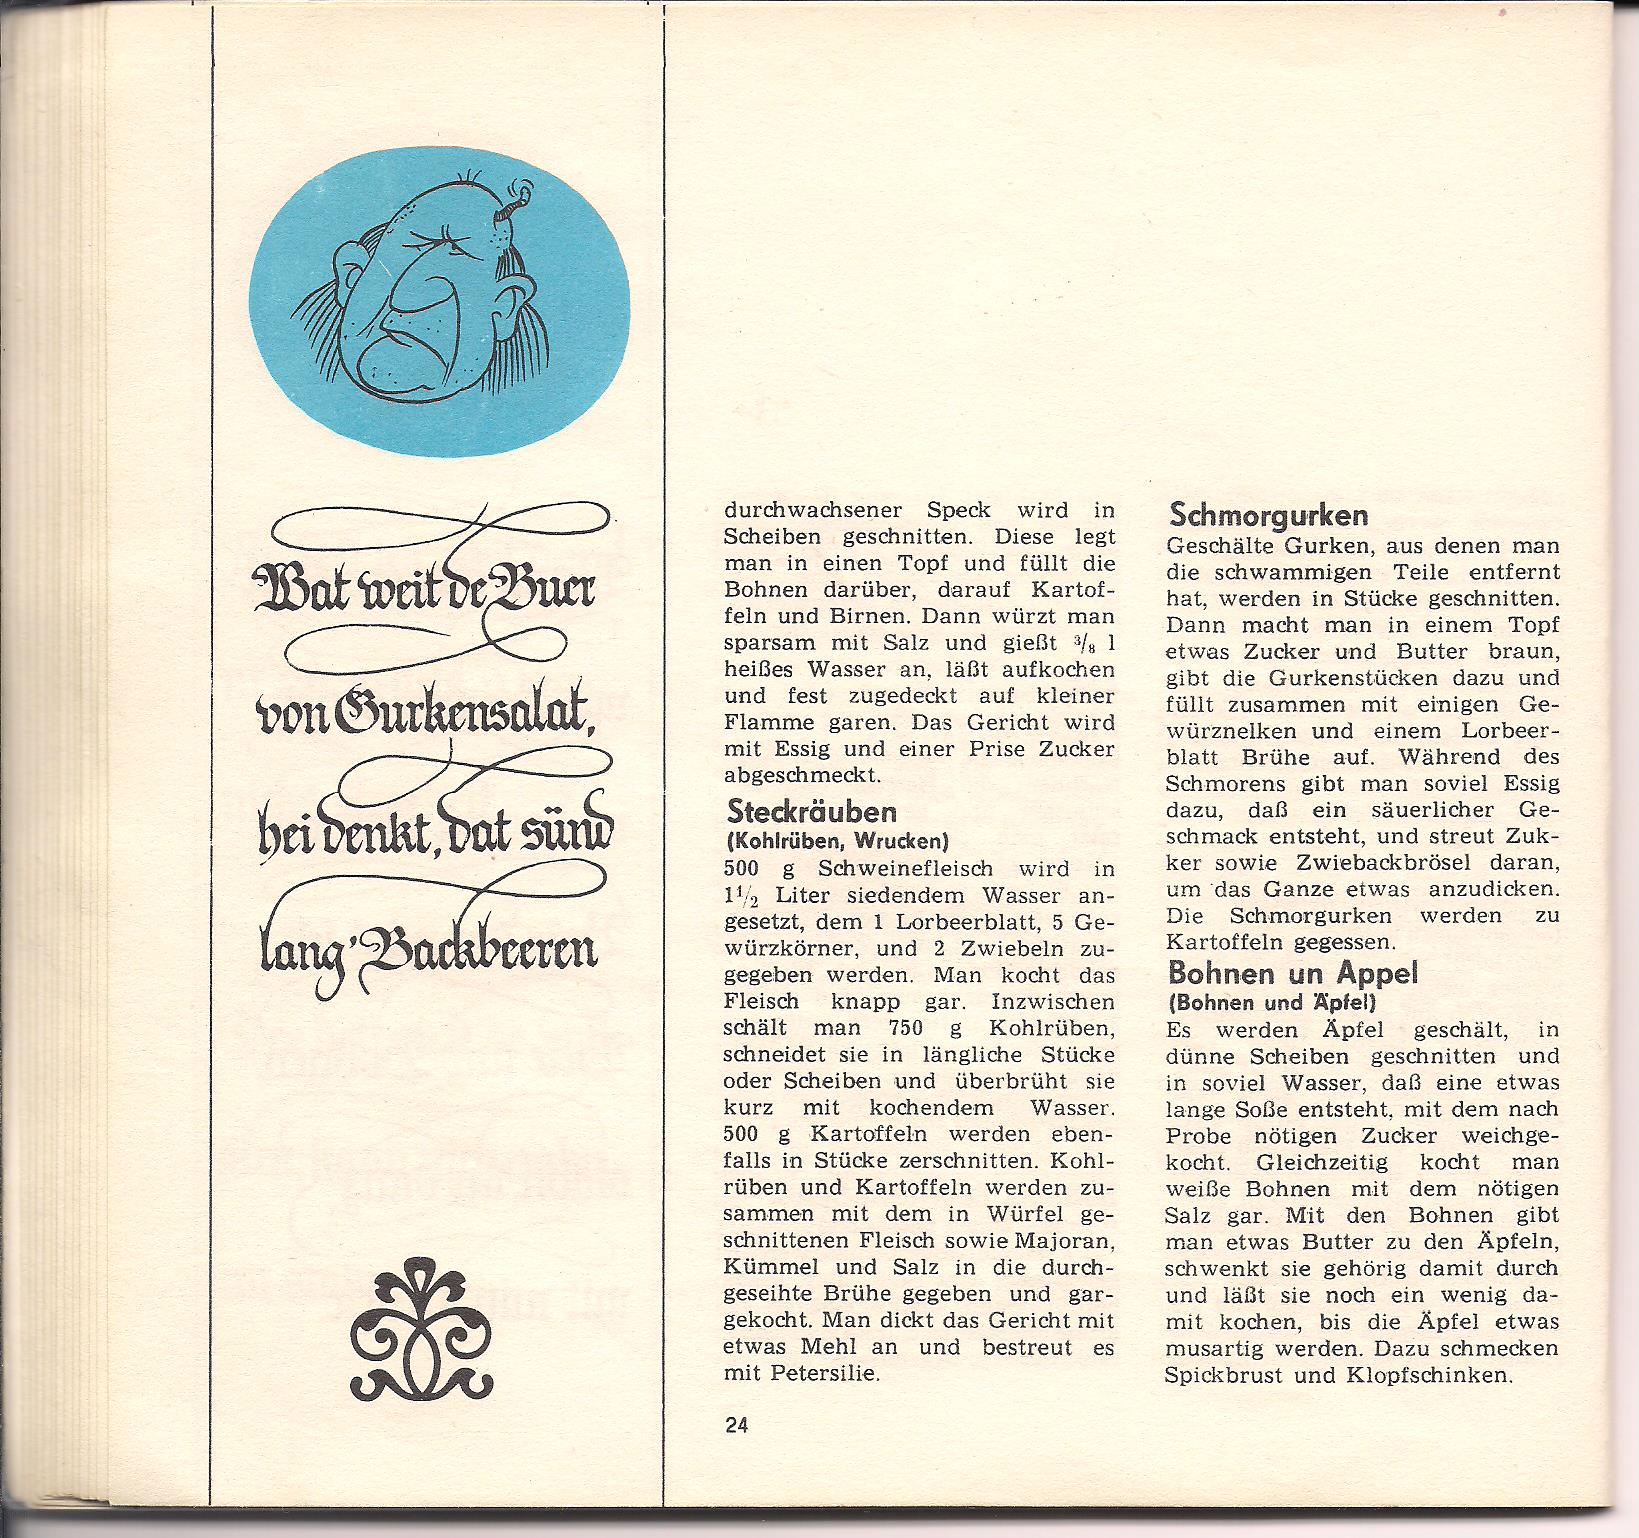 Wat weit de Buer
von Gurkensalat,
hei denkt, dat sünd
lang' Backbeeren
durchwachsener Speck wird in
Scheiben geschnitten. Diese legt
man in einen Topf und füllt die
Bohnen darüber, darauf Kartof-
feln und Birnen. Dann würzt man
sparsam mit Salz und gießt 3/8 l
heißes Wasser an, läßt aufkochen
und fest zugedeckt auf kleiner
Flamme garen. Das Gericht wird
mit Essig und einer Prise Zucker
abgeschmeckt.
Steckräuben
(Kohlrüben, Wrucken)
500 g Schweinefleisch wird in
1 1/2 Liter siedendem Wasser an-
gesetzt, dem 1 Lorbeerblatt, 5 Ge-
würzkörner, und 2 Zwiebeln zu-
gegeben werden. Man kocht das
Fleisch knapp gar. Inzwischen
schält man 750 g Kohlrüben,
schneidet sie in längliche Stücke
oder Scheiben und überbrüht sie
kurz mit kochendem Wasser.
500 g Kartoffeln werden eben-
falls in Stücke zerschnitten. Kohl-
rüben und Kartoffeln werden zu-
sammen mit dem in Würfel ge-
schnittenen Fleisch sowie Majoran,
Kümmel und Salz in die durch-
geseihte Brühe gegeben und gar-
gekocht. Man dickt das Gericht mit
etwas Mehl an und bestreut es
mit Petersilie.
Schmorgurken
Geschälte Gurken, aus denen man
die schwammigen Teile entfernt
hat, werden in Stücke geschnitten.
Dann macht man in einem Topf
etwas Zucker und Butter braun,
gibt die Gurkenstücken dazu und
füllt zusammen mit einigen Ge-
würznelken und einem Lorbeer-
blatt Brühe auf. Während des
Schmorens gibt man soviel Essig
dazu, daß ein säuerlicher Ge-
schmack entsteht, und streut Zuk-
ker sowie Zwiebackbrösel daran,
um das Ganze etwas anzudicken.
Die Schmorgurken werden zu
Kartoffeln gegessen.
Bohnen un Appel
(Bohnen und Äpfel)
Es werden Äpfel geschält, in
dünne Scheiben geschnitten und
in soviel Wasser, daß eine etwas
lange Soße entsteht, mit dem nach
Probe nötigen Zucker weichge-
kocht. Gleichzeitig kocht man
weiße Bohnen mit dem nötigen
Salz gar. Mit den Bohnen gibt
man etwas Butter zu den Äpfeln,
schwenkt sie gehörig damit durch
und läßt sie noch ein wenig da-
mit kochen, bis die Äpfel etwas
musartig werden. Dazu schmecken
Spickbrust und Klopfschinken.
24